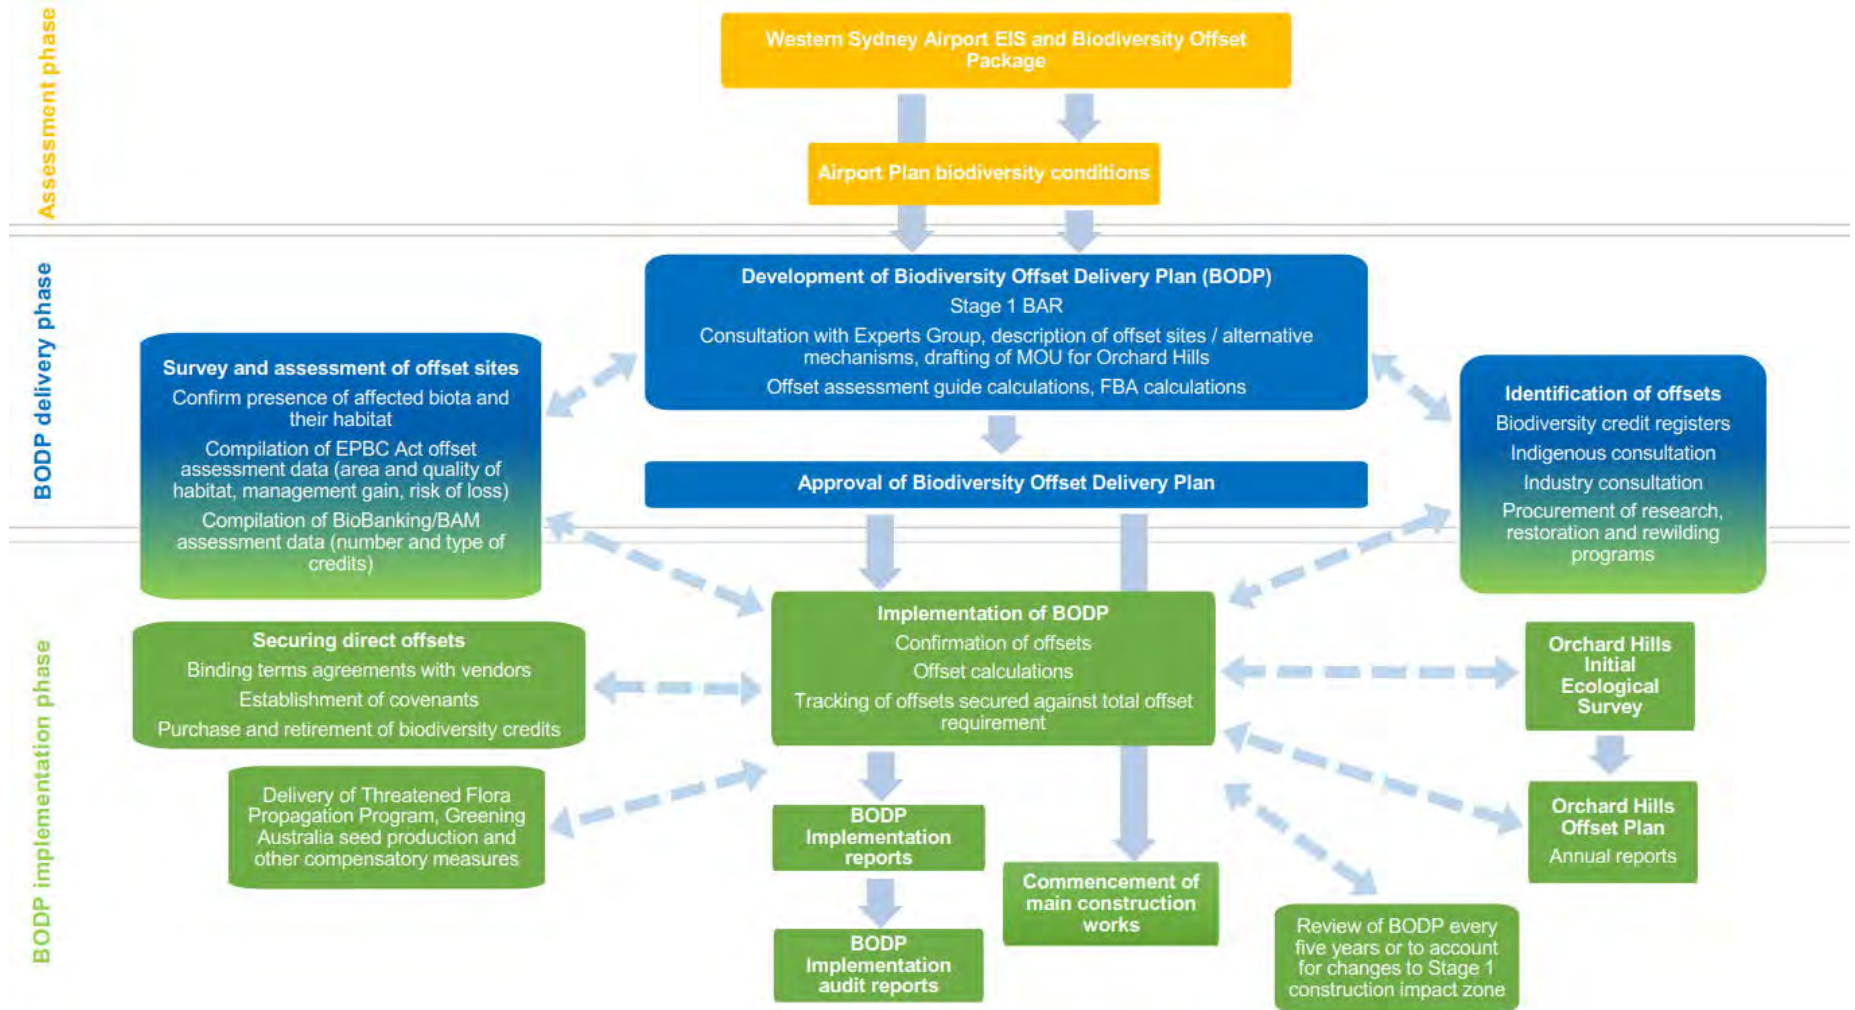 Assessment phase
Western Sydney Airport EIS and Biodiversity Offset
Package
Airport Plan biodiversity conditions
BODP delivery phase
Development of Biodiversity Offset Delivery Plan (BODP)
Stage 1 BAR
Consultation with Experts Group, description of offset sites / alternative
mechanisms, drafting of MOU for Orchard Hills
Offset assessment guide calculations, FBA calculations
Survey and assessment of offset sites
Confirm presence of affected biota and
their habitat
Compilation of EPBC Act offset
assessment data (area and quality of
habitat, management gain, risk of loss)
Compilation of BioBanking/BAM
assessment data (number and type of
credits)
Identification of offsets
Biodiversity credit registers
Indigenous consultation
Industry consultation
Procurement of research,
restoration and rewilding
programs
Approval of Biodiversity Offset Delivery Plan
BODP implementation phase
Implementation of BODP
Confirmation of offsets
Offset calculations
Tracking of offsets secured against total offset
requirement
Securing direct offsets
Binding terms agreements with vendors
Establishment of covenants
Purchase and retirement of biodiversity credits
Orchard Hills
Initial
Ecological
Survey
Delivery of Threatened Flora
Propagation Program, Greening
Australia seed production and
other compensatory measures
BODP
Implementation
reports
Orchard Hills
Offset Plan
Annual reports
Commencement of
main construction
works
BODP
Implementation
audit reports
Review of BODP every
five years or to account
for changes to Stage 1
construction impact zone